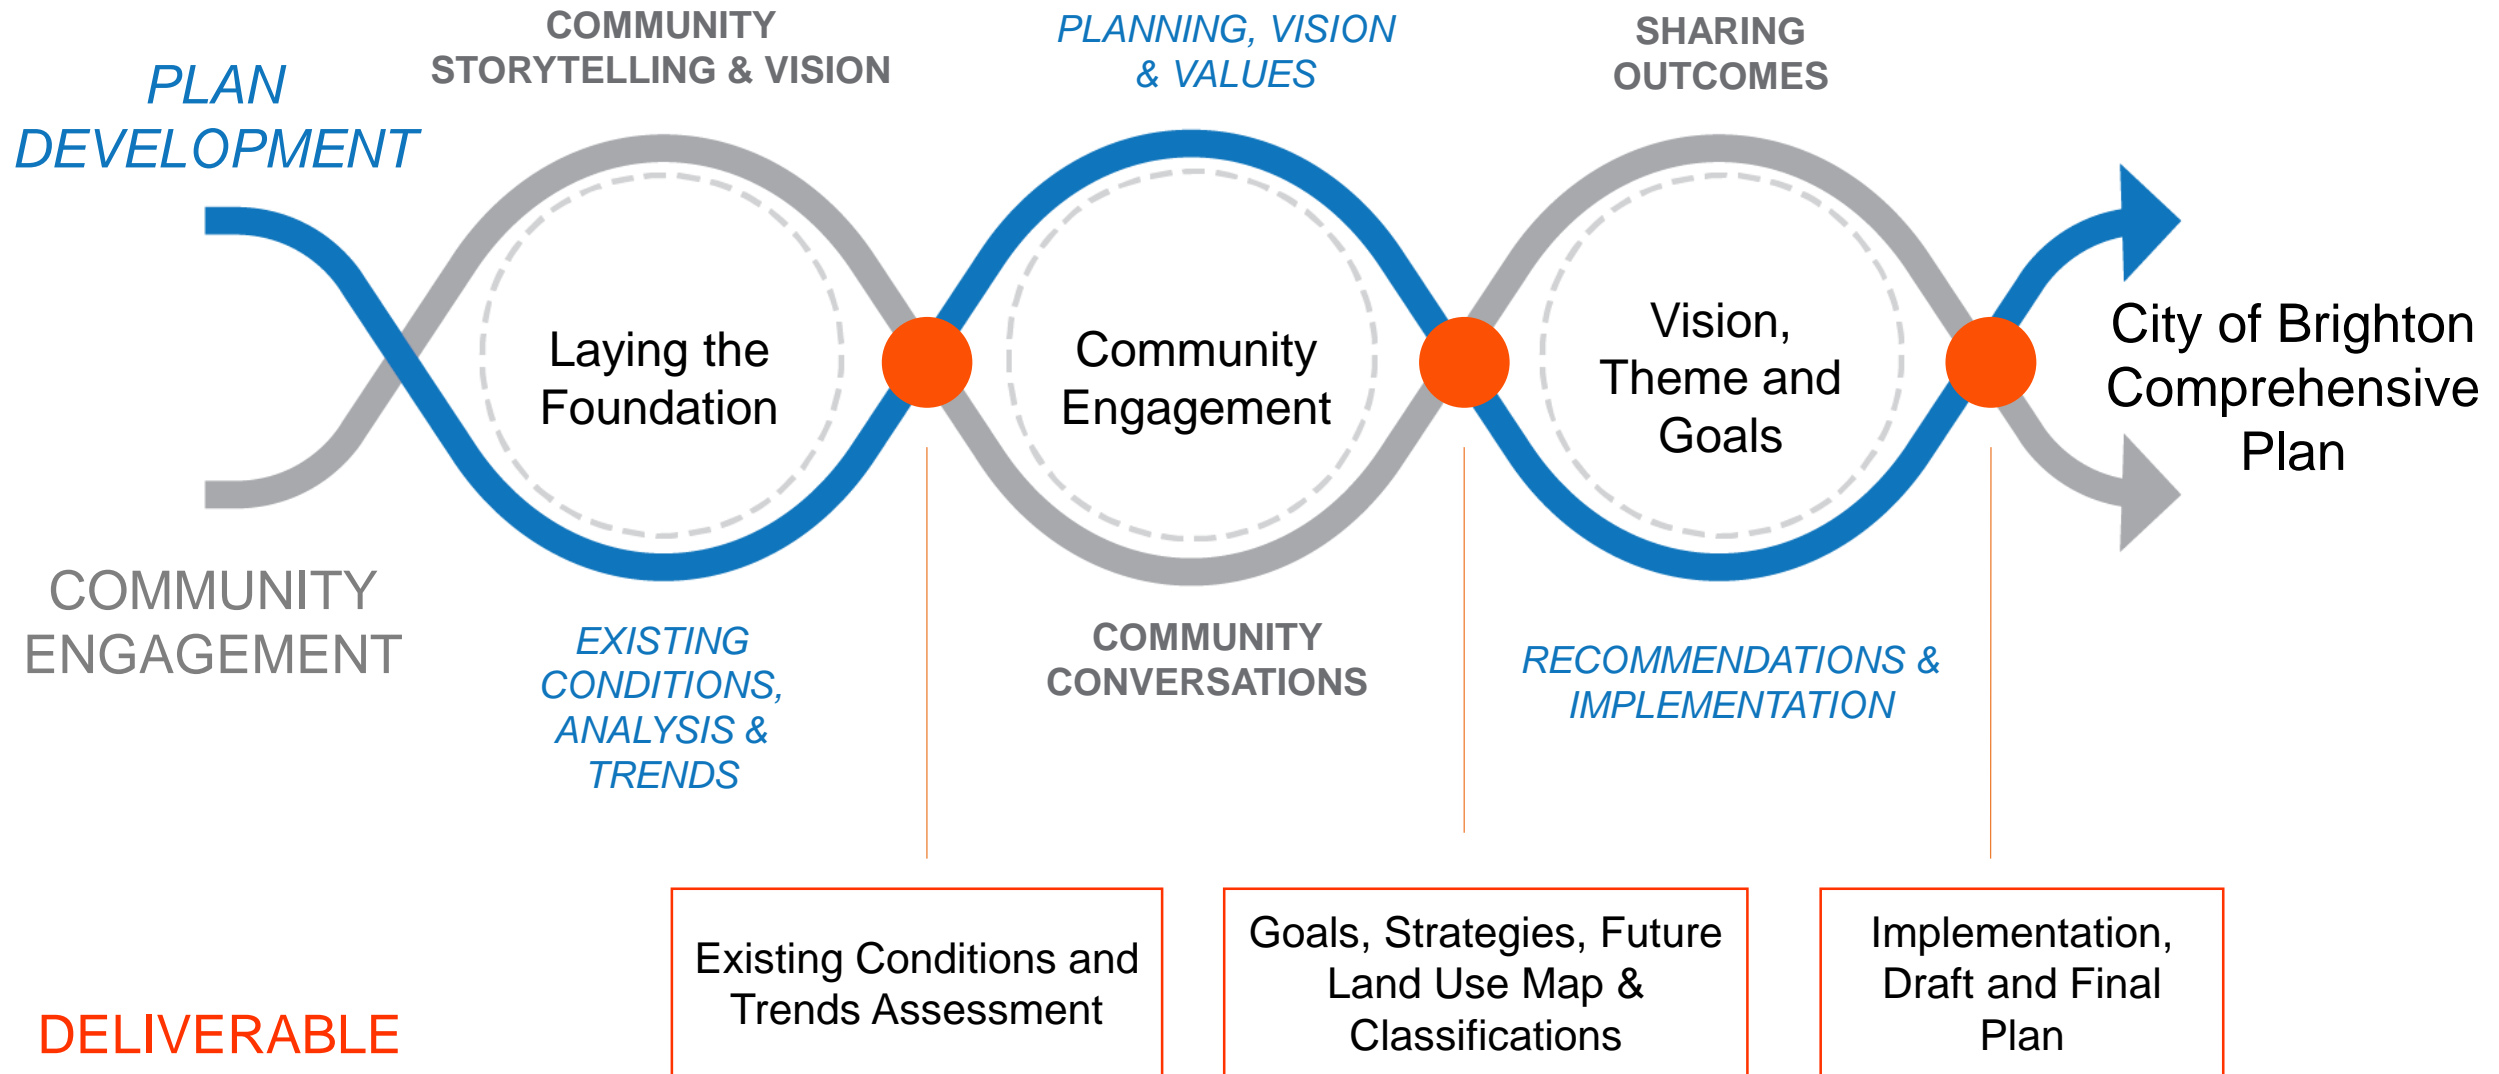 PLAN
DEVELOPMENT
COMMUNITY
STORYTELLING & VISION
PLANNING, VISION
& VALUES
SHARING
OUTCOMES
Laying the
Foundation
Community
Engagement
Vision,
Theme and
Goals
City of Brighton
Comprehensive
Plan
COMMUNITY
ENGAGEMENT
EXISTING
CONDITIONS,
ANALYSIS &
TRENDS
COMMUNITY
CONVERSATIONS
RECOMMENDATIONS &
IMPLEMENTATION
DELIVERABLE
Existing Conditions and
Trends Assessment
Goals, Strategies, Future
Land Use Map &
Classifications
Implementation,
Draft and Final
Plan